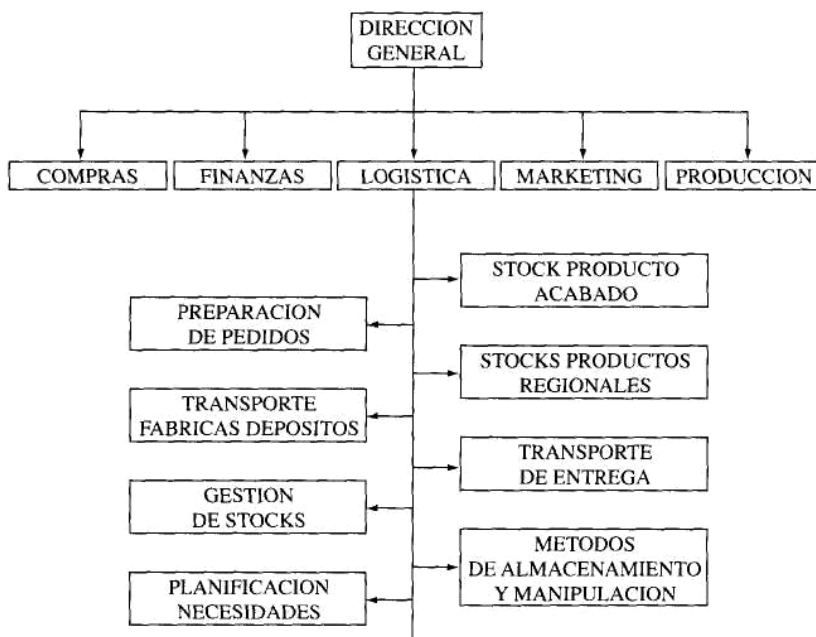 DIRECCION
GENERAL
COMPRAS
FINANZAS
LOGISTICA
MARKETING
PRODUCCION
STOCK PRODUCTO
ACABADO
PREPARACION
DE PEDIDOS
STOCKS PRODUCTOS
REGIONALES
TRANSPORTE
FABRICAS DEPOSITOS
TRANSPORTE
DE ENTREGA
GESTION
DE STOCKS
METODOS
DE ALMACENAMIENTO
Y MANIPULACION
PLANIFICACION
NECESIDADES